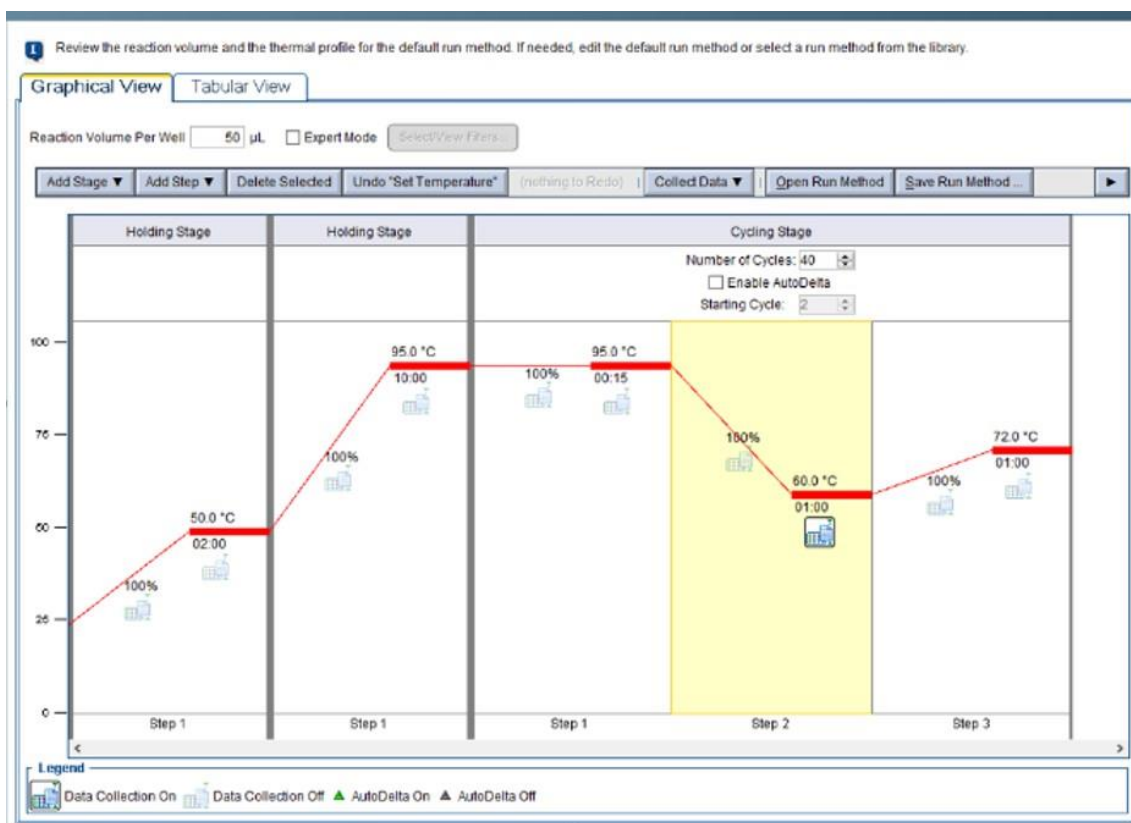 Review the reaction volume and the thermal profile for the default run method. If needed, edit the default run method or select a run method from the library.
Graphical View Tabular View
Reaction Volume Per Well 50 µL Expert Mode Select/View Filters...
Add Stage ▼ Add Step ▼ Delete Selected Undo "Set Temperature" (nothing to Redo) Collect Data ▼ Open Run Method Save Run Method ...
Holding Stage Holding Stage Cycling Stage
Number of Cycles: 40
Enable AutoDelta
Starting Cycle: 2
100
75
50
25
0
50.0 °C
02:00
100%
95.0 °C
10:00
100%
95.0 °C
100% 00:15
100%
60.0 °C
01:00
72.0 °C
01:00
100%
Step 1 Step 1 Step 1 Step 2 Step 3
Legend
Data Collection On Data Collection Off AutoDelta On AutoDelta Off